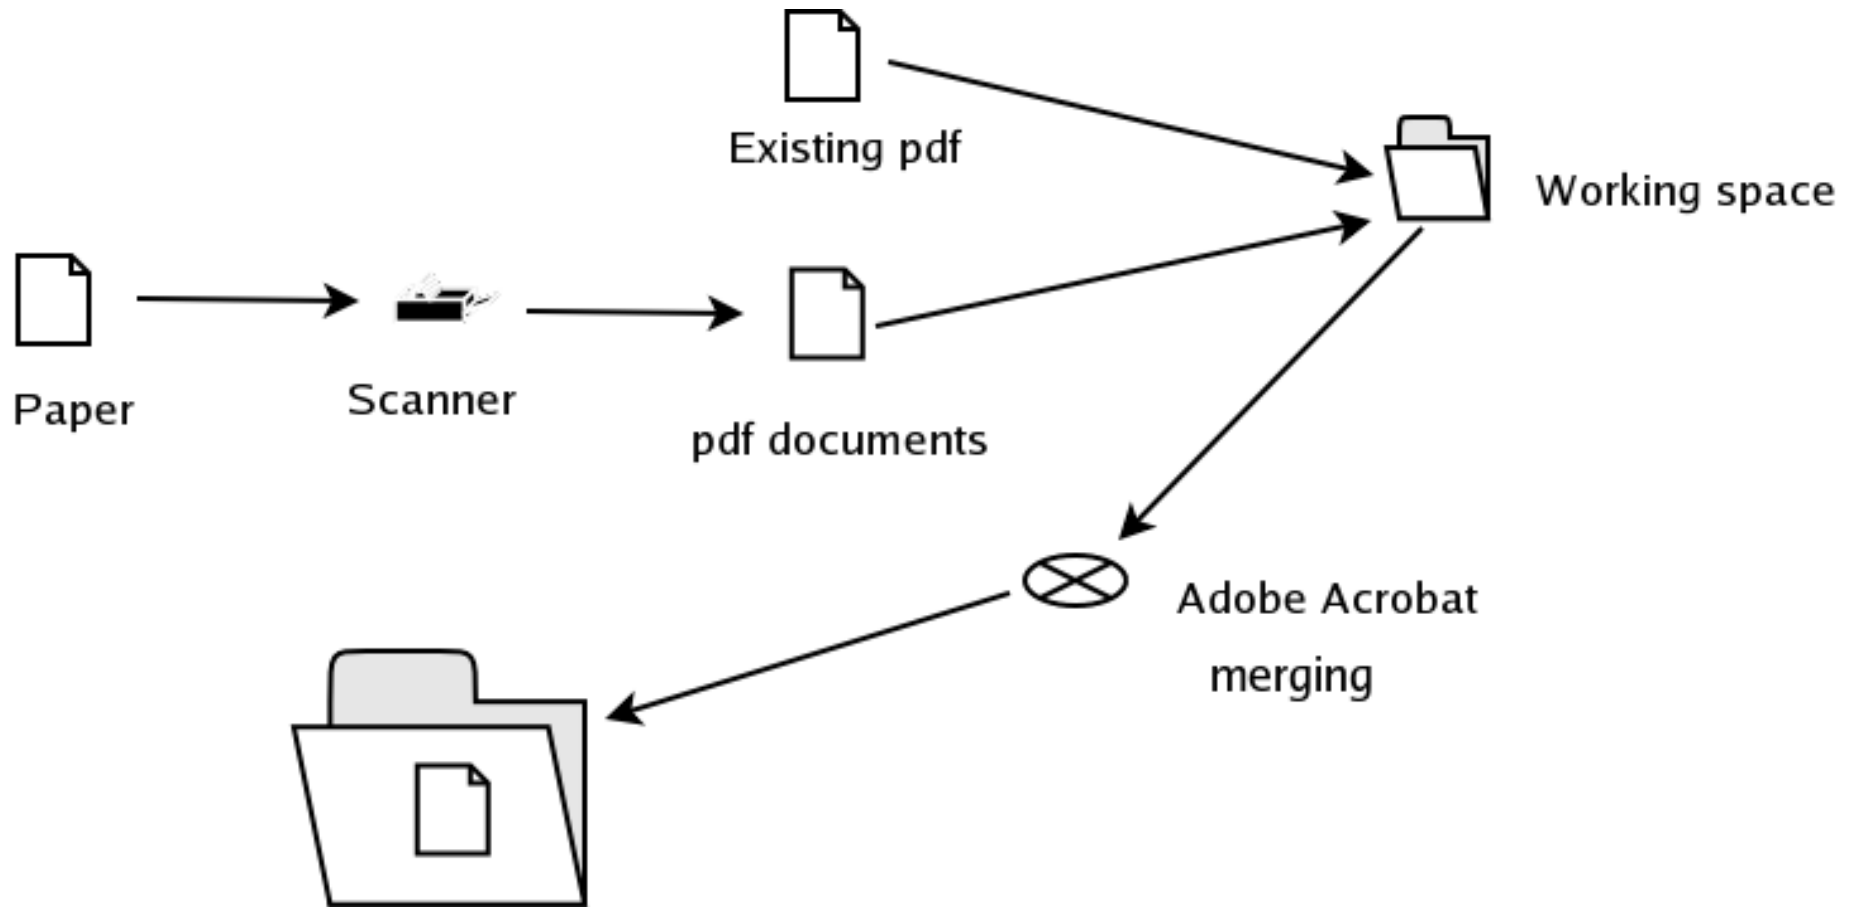 Existing pdf
Working space
Paper
Scanner
pdf documents
Adobe Acrobat
merging